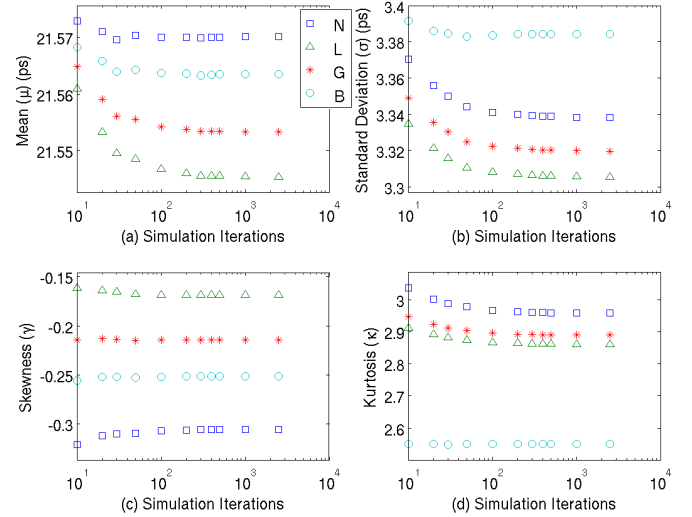 21.57
21.56
21.55
Mean (μ) (ps)
10^1
10^2
10^3
10^4
(a) Simulation Iterations
N
L
G
B
3.4
3.38
3.36
3.34
3.32
3.3
Standard Deviation (σ) (ps)
10^1
10^2
10^3
10^4
(b) Simulation Iterations
-0.15
-0.2
-0.25
-0.3
Skewness (γ)
10^1
10^2
10^3
10^4
(c) Simulation Iterations
3
2.9
2.8
2.7
2.6
Kurtosis (κ)
10^1
10^2
10^3
10^4
(d) Simulation Iterations